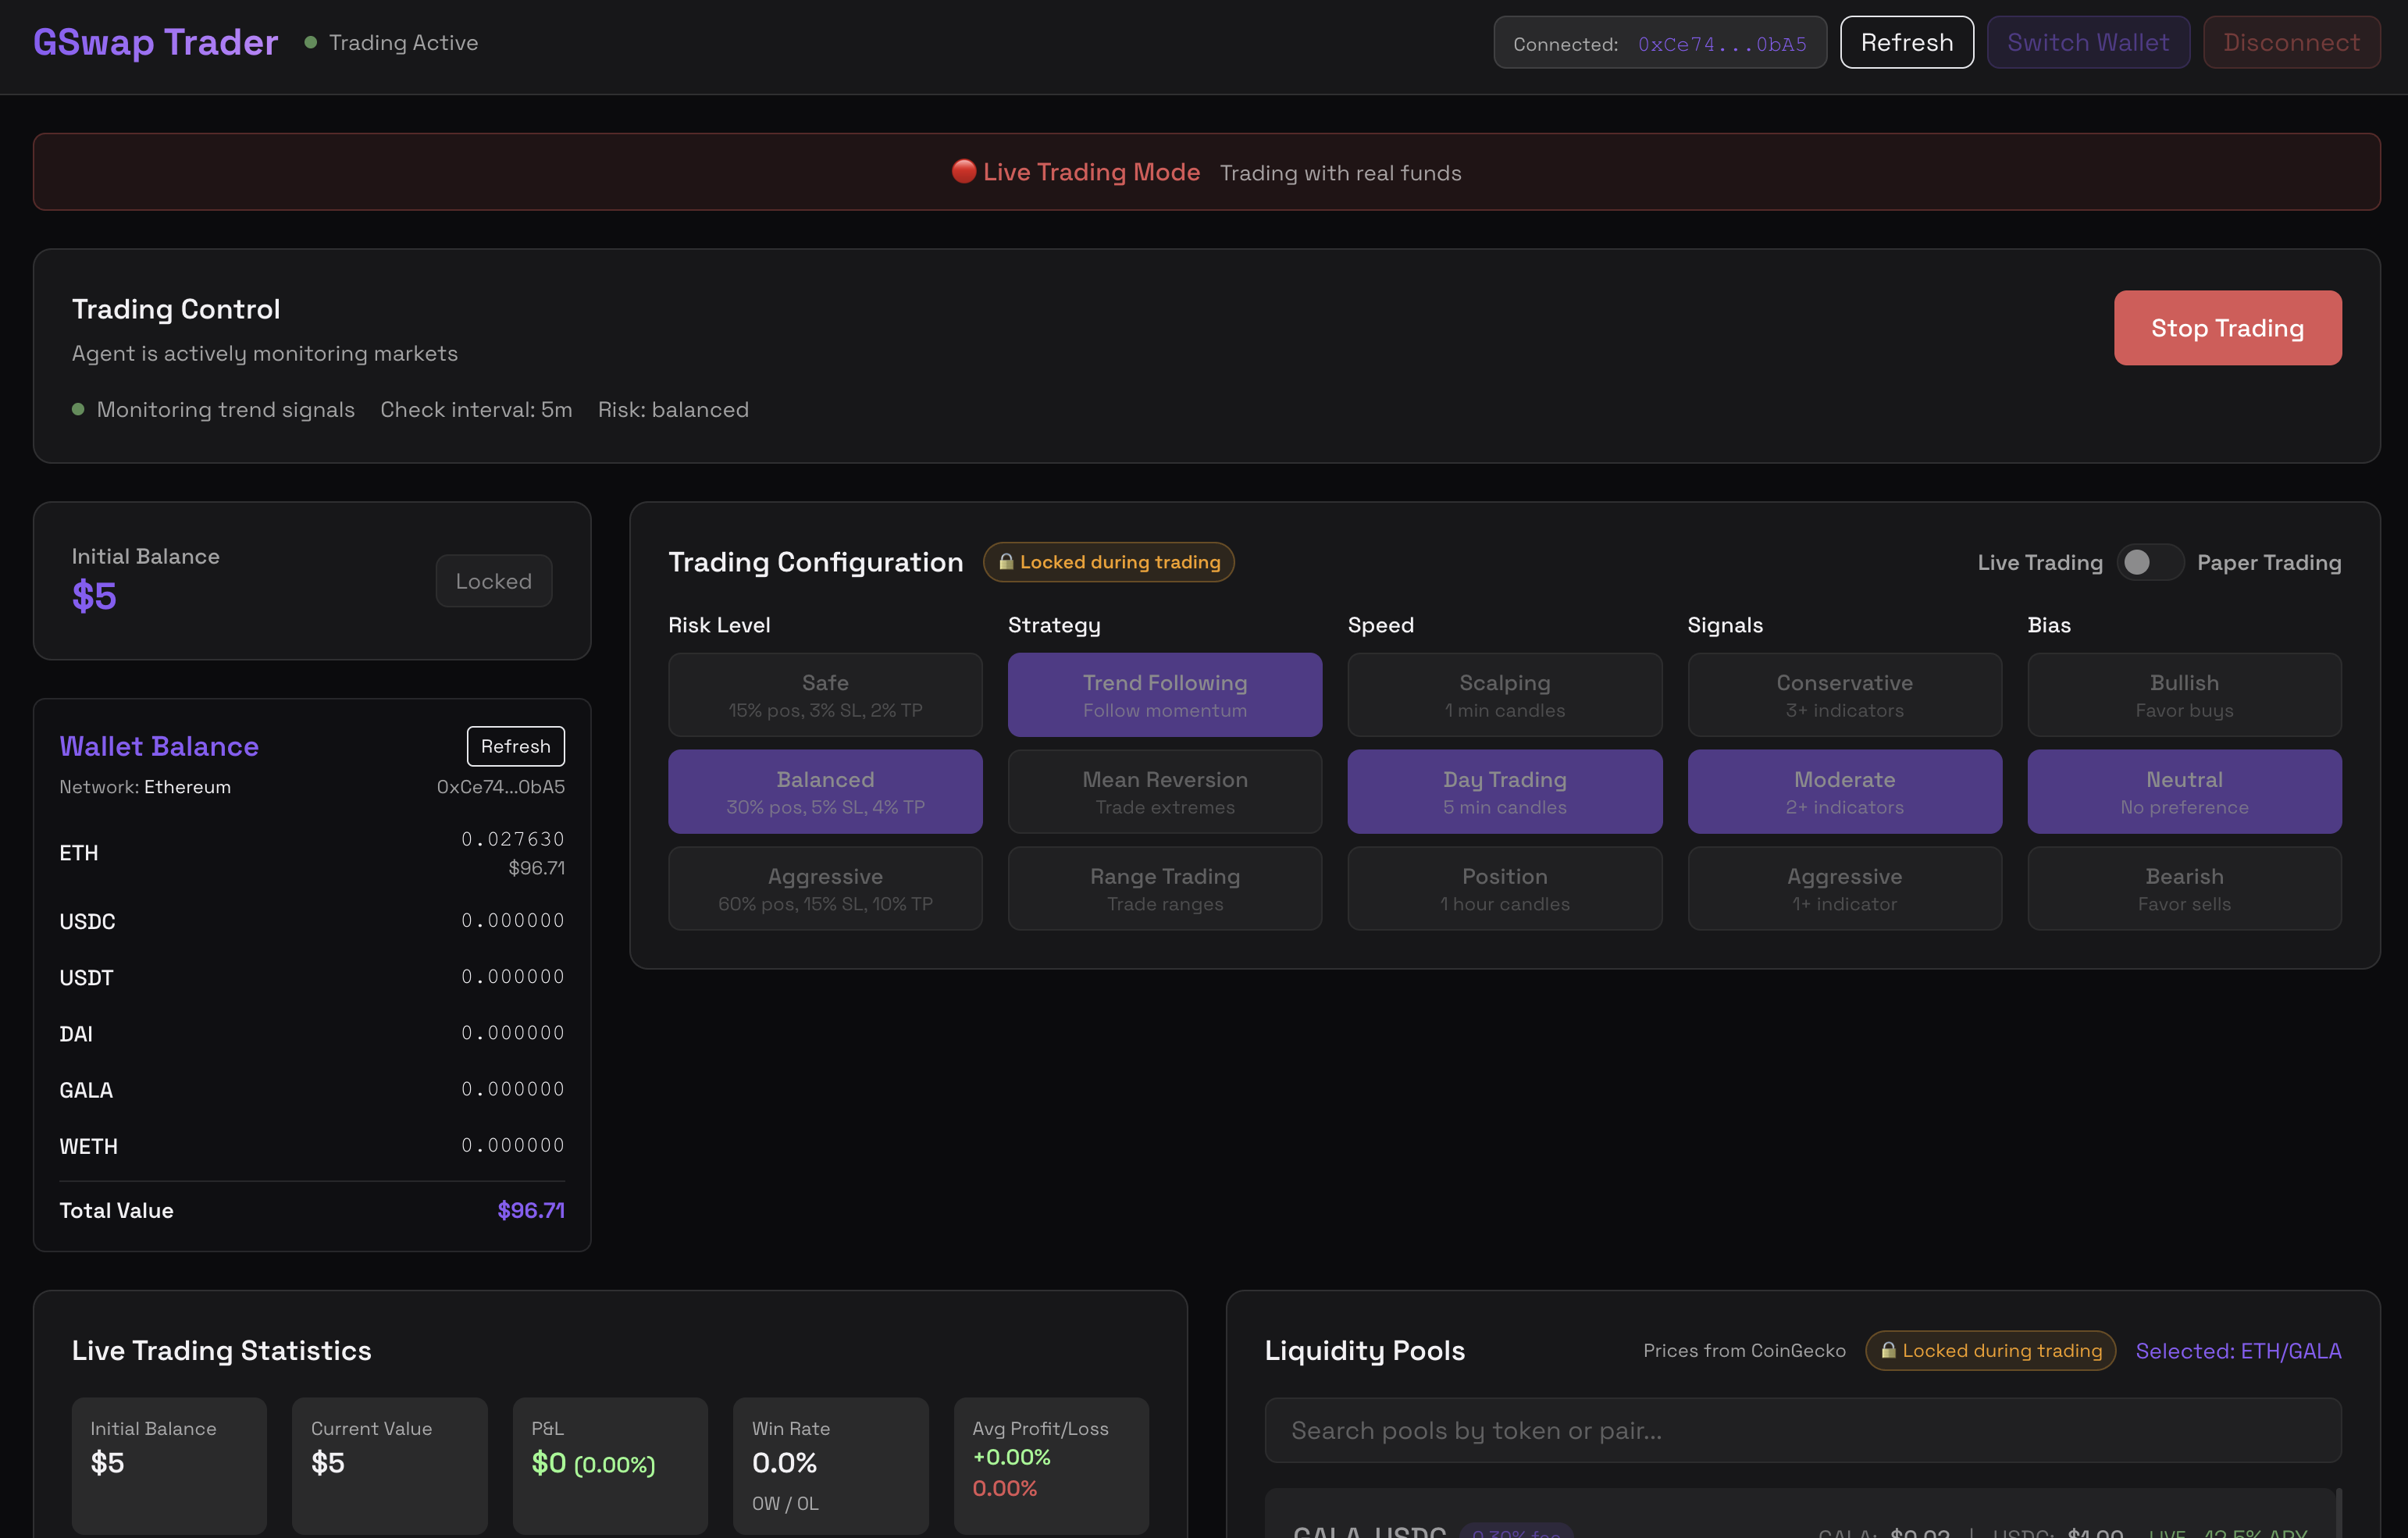 GSwap Trader
Trading Active
Connected: 0xCe74...0bA5
Refresh
Switch Wallet
Disconnect
Live Trading Mode Trading with real funds
Trading Control
Agent is actively monitoring markets
Monitoring trend signals Check interval: 5m Risk: balanced
Stop Trading
Initial Balance
$5
Locked
Wallet Balance
Refresh
Network: Ethereum 0xCe74...0bA5
ETH 0.027630
$96.71
USDC 0.000000
USDT 0.000000
DAI 0.000000
GALA 0.000000
WETH 0.000000
Total Value $96.71
Trading Configuration
Locked during trading
Live Trading
Paper Trading
Risk Level
Safe
15% pos, 3% SL, 2% TP
Balanced
30% pos, 5% SL, 4% TP
Aggressive
60% pos, 15% SL, 10% TP
Strategy
Trend Following
Follow momentum
Mean Reversion
Trade extremes
Range Trading
Trade ranges
Speed
Scalping
1 min candles
Day Trading
5 min candles
Position
1 hour candles
Signals
Conservative
3+ indicators
Moderate
2+ indicators
Aggressive
1+ indicator
Bias
Bullish
Favor buys
Neutral
No preference
Bearish
Favor sells
Live Trading Statistics
Initial Balance
$5
Current Value
$5
P&L
$0 (0.00%)
Win Rate
0.0%
0W / 0L
Avg Profit/Loss
+0.00%
0.00%
Liquidity Pools
Prices from CoinGecko
Locked during trading
Selected: ETH/GALA
Search pools by token or pair...
GALA USDC 0.30% fee GALA: $0.02 | USDC: $1.00 LIVE 12.5% APY